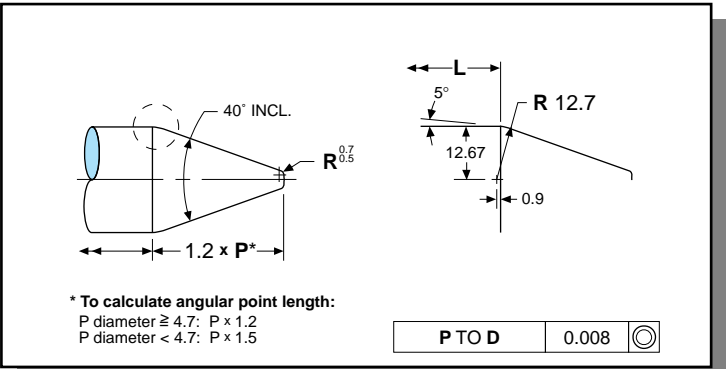 40° INCL.
R 0.7 0.5
1.2 x P*
L
5°
R 12.7
12.67
0.9
* To calculate angular point length:
P diameter ≧ 4.7: P x 1.2
P diameter < 4.7: P x 1.5
P TO D 0.008 ◎